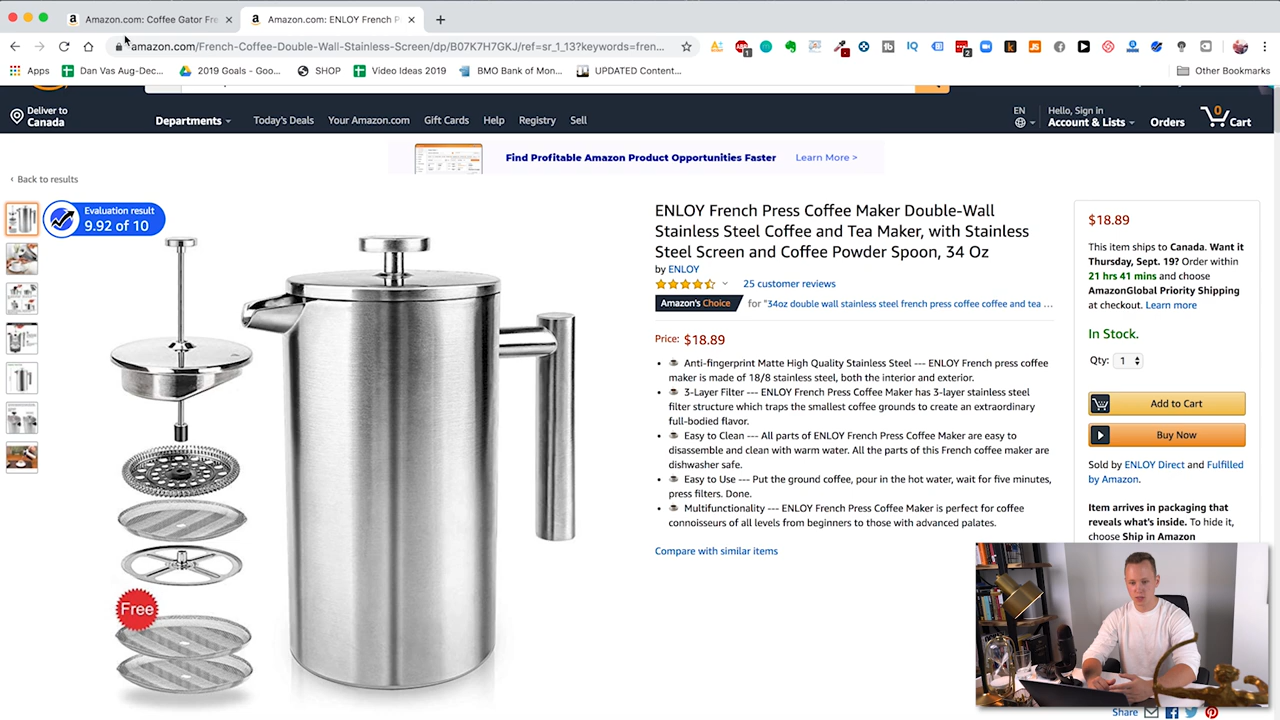 Amazon.com: Coffee Gator Fre
Amazon.com: ENLOY French P
amazon.com/French-Coffee-Double-Wall-Stainless-Screen/dp/B07K7H7GKJ/ref=sr_1_13?keywords=fren...
Apps
Dan Vas Aug-Dec...
2019 Goals - Goo...
SHOP
Video Ideas 2019
BMO Bank of Mon...
UPDATED Content...
Other Bookmarks
Deliver to
Canada
Departments
Today's Deals
Your Amazon.com
Gift Cards
Help
Registry
Sell
EN
Hello, Sign in
Account & Lists
Orders
0
Cart
Find Profitable Amazon Product Opportunities Faster
Learn More >
‹ Back to results
Evaluation result
9.92 of 10
Free
ENLOY French Press Coffee Maker Double-Wall
Stainless Steel Coffee and Tea Maker, with Stainless
Steel Screen and Coffee Powder Spoon, 34 Oz
by ENLOY
25 customer reviews
Amazon's Choice for "34oz double wall stainless steel french press coffee coffee and tea ...
Price: $18.89
• ☕ Anti-fingerprint Matte High Quality Stainless Steel --- ENLOY French press coffee
maker is made of 18/8 stainless steel, both the interior and exterior.
• ☕ 3-Layer Filter --- ENLOY French Press Coffee Maker has 3-layer stainless steel
filter structure which traps the smallest coffee grounds to create an extraordinary
full-bodied flavor.
• ☕ Easy to Clean --- All parts of ENLOY French Press Coffee Maker are easy to
disassemble and clean with warm water. All the parts of this French coffee maker are
dishwasher safe.
• ☕ Easy to Use --- Put the ground coffee, pour in the hot water, wait for five minutes,
press filters. Done.
• ☕ Multifunctionality --- ENLOY French Press Coffee Maker is perfect for coffee
connoisseurs of all levels from beginners to those with advanced palates.
Compare with similar items
$18.89
This item ships to Canada. Want it
Thursday, Sept. 19? Order within
21 hrs 41 mins and choose
AmazonGlobal Priority Shipping
at checkout. Learn more
In Stock.
Qty: 1
Add to Cart
Buy Now
Sold by ENLOY Direct and Fulfilled
by Amazon.
Item arrives in packaging that
reveals what's inside. To hide it,
choose Ship in Amazon
Share